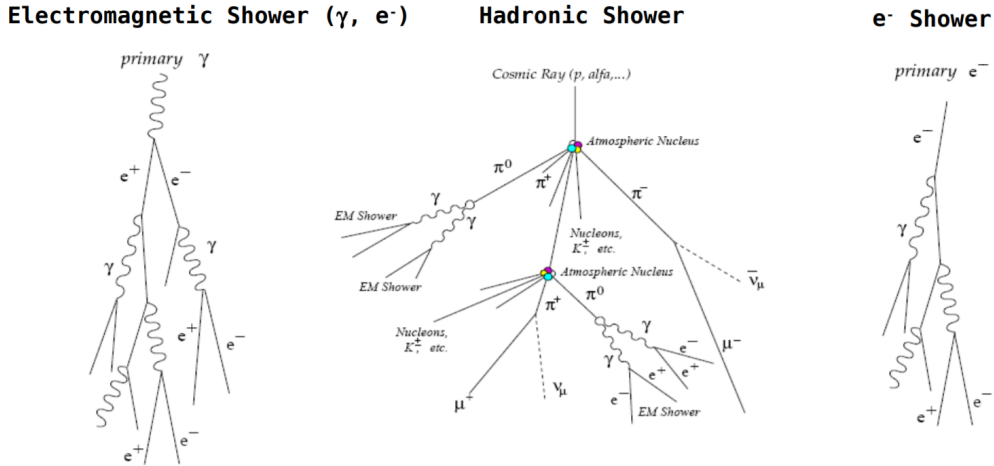 Electromagnetic Shower (γ, e⁻)
Hadronic Shower
e⁻ Shower
primary γ
e⁺
e⁻
γ
γ
e⁺
e⁻
e⁺
e⁻
Cosmic Ray (p, alfa,...)
Atmospheric Nucleus
π⁰
π⁺
π⁻
γ
γ
EM Shower
EM Shower
Nucleons,
K±, etc.
Atmospheric Nucleus
ν̄μ
π⁺
π⁰
Nucleons,
K±, etc.
γ
γ
μ⁻
e⁻
e⁺
e⁺
e⁻
μ⁺
νμ
EM Shower
primary e⁻
e⁻
γ
e⁺
e⁻